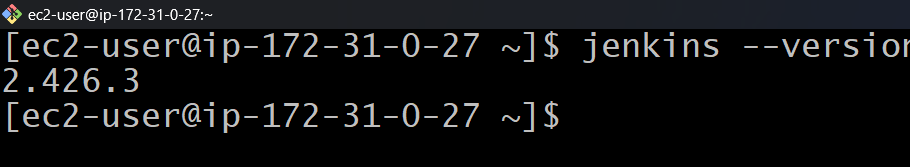 ec2-user@ip-172-31-0-27:~
[ec2-user@ip-172-31-0-27 ~]$ jenkins --version
2.426.3
[ec2-user@ip-172-31-0-27 ~]$